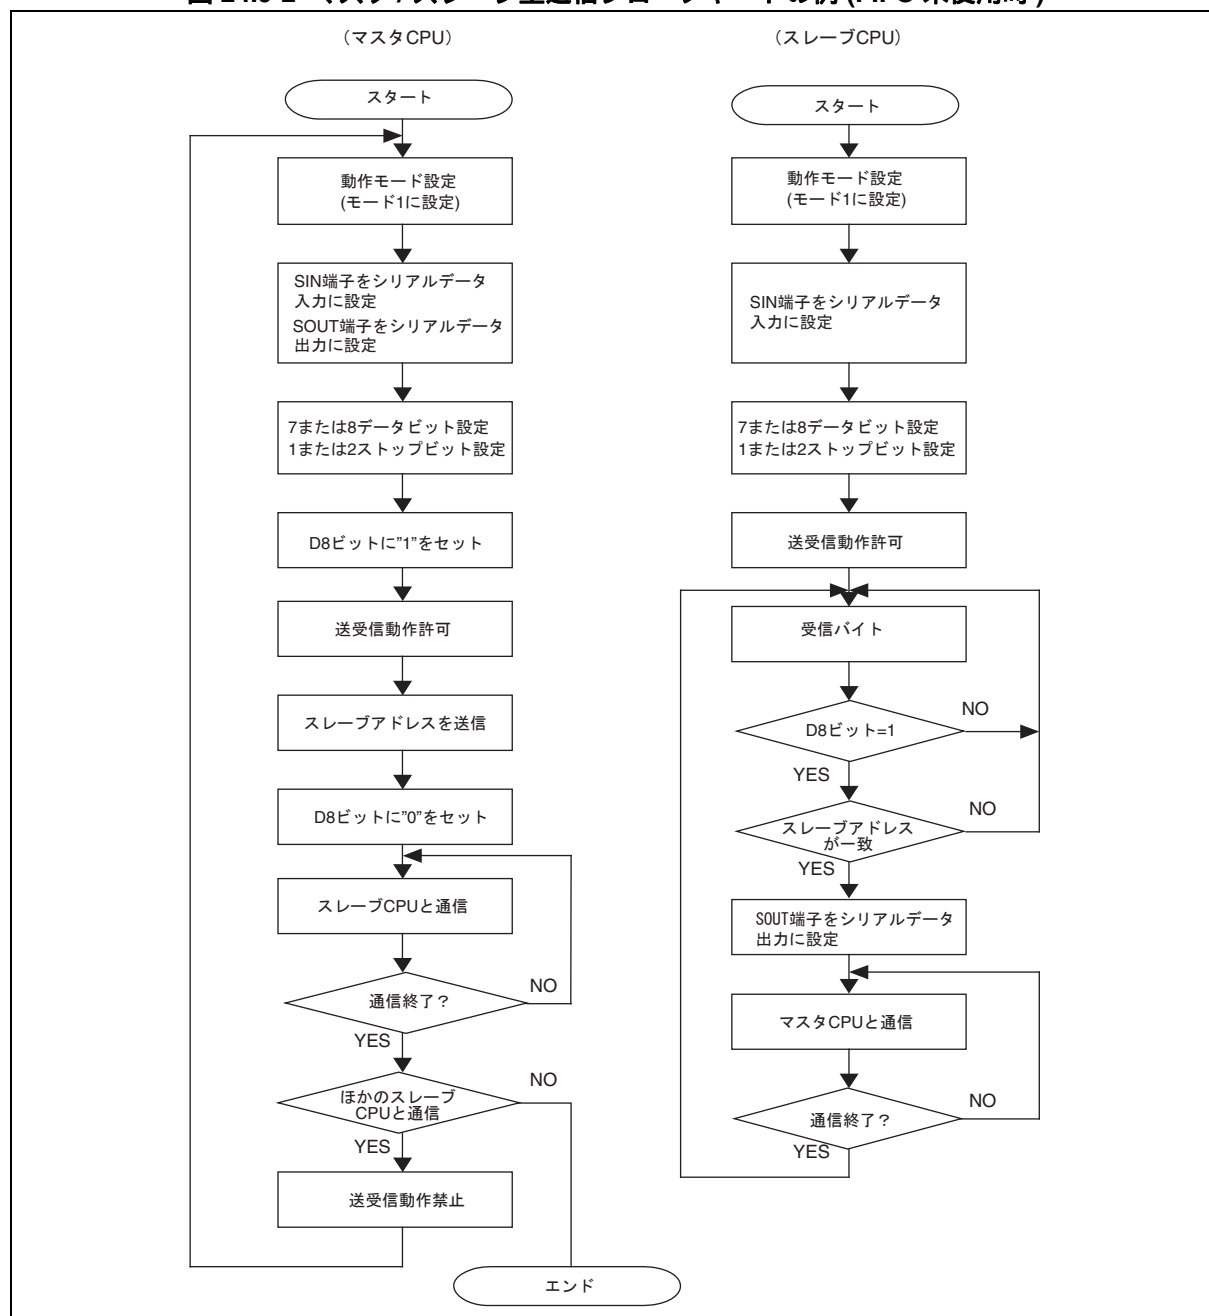 (マスタCPU)
スタート
動作モード設定
(モード1に設定)
SIN端子をシリアルデータ
入力に設定
SOUT端子をシリアルデータ
出力に設定
7または8データビット設定
1または2ストップビット設定
D8ビットに”1”をセット
送受信動作許可
スレーブアドレスを送信
D8ビットに”0”をセット
スレーブCPUと通信
通信終了?
NO
YES
ほかのスレーブ
CPUと通信
NO
YES
送受信動作禁止
エンド
(スレーブCPU)
スタート
動作モード設定
(モード1に設定)
SIN端子をシリアルデータ
入力に設定
7または8データビット設定
1または2ストップビット設定
送受信動作許可
受信バイト
D8ビット=1
NO
YES
スレーブアドレス
が一致
NO
YES
SOUT端子をシリアルデータ
出力に設定
マスタCPUと通信
通信終了?
NO
YES